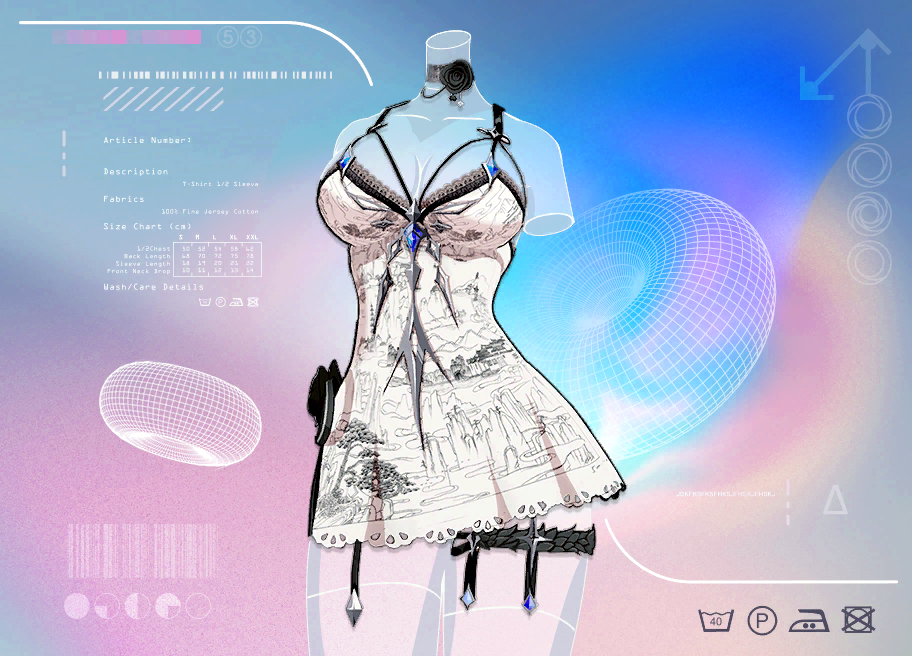 53
Article Number:
Description
T-Shirt 1/2 Sleeve
Fabrics
100% Fine Jersey Cotton
Size Chart (cm)
S M L XL XXL
1/2Chest 50 52 55 58 62
Back Length 68 70 72 75 78
Sleeve Length 18 19 20 21 22
Front Neck Drop 10 11 12 13 14
Wash/Care Details
40
P